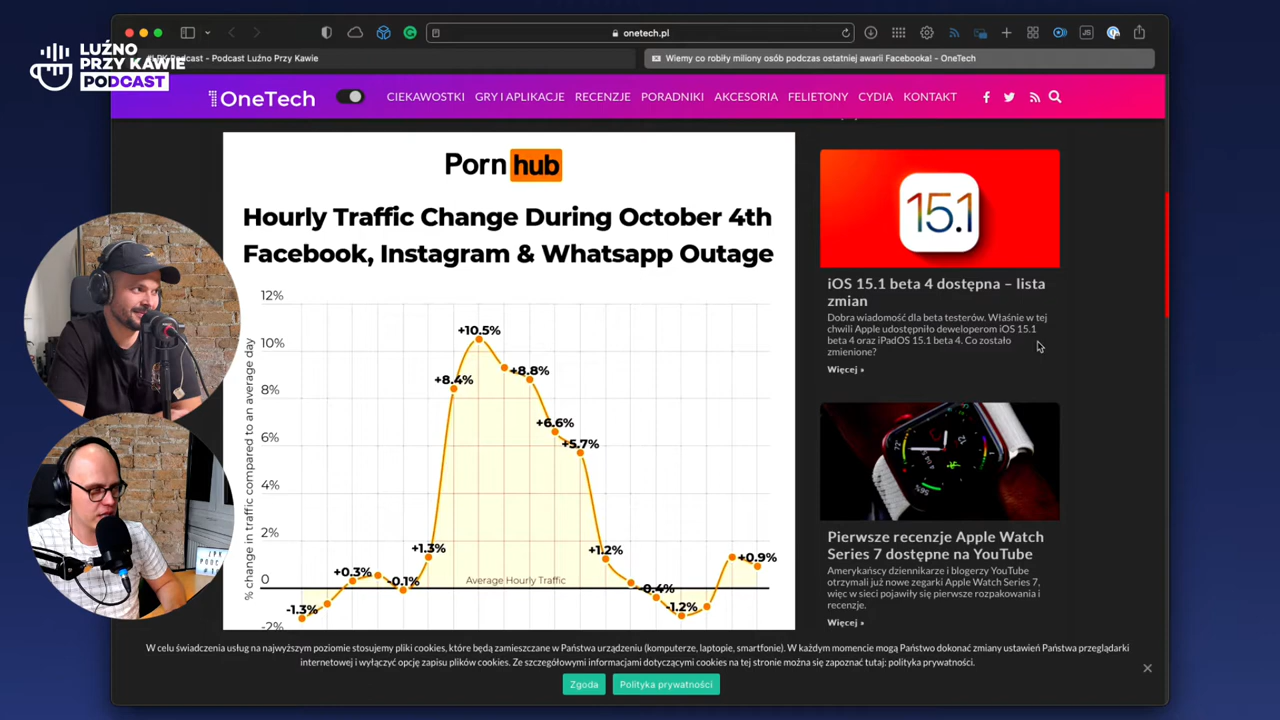 LUŹNO
PRZY KAWIE
PODCAST
onetech.pl
Podcast - Podcast Luźno Przy Kawie
Wiemy co robiły miliony osób podczas ostatniej awarii Facebooka! - OneTech
OneTech
CIEKAWOSTKI GRY I APLIKACJE RECENZJE PORADNIKI AKCESORIA FELIETONY CYDIA KONTAKT
Porn hub
Hourly Traffic Change During October 4th
Facebook, Instagram & Whatsapp Outage
% change in traffic compared to an average day
12%
10%
8%
6%
4%
2%
0
-2%
-1.3%
+0.3%
-0.1%
+1.3%
+8.4%
+10.5%
+8.8%
+6.6%
+5.7%
+1.2%
-0.4%
-1.2%
+0.9%
Average Hourly Traffic
15.1
iOS 15.1 beta 4 dostępna – lista
zmian
Dobra wiadomość dla beta testerów. Właśnie w tej
chwili Apple udostępniło deweloperom iOS 15.1
beta 4 oraz iPadOS 15.1 beta 4. Co zostało
zmienione?
Więcej »
Pierwsze recenzje Apple Watch
Series 7 dostępne na YouTube
Amerykańscy dziennikarze i blogerzy YouTube
otrzymali już nowe zegarki Apple Watch Series 7,
więc w sieci pojawiły się pierwsze rozpakowania i
recenzje.
Więcej »
W celu świadczenia usług na najwyższym poziomie stosujemy pliki cookies, które będą zamieszczane w Państwa urządzeniu (komputerze, laptopie, smartfonie). W każdym momencie mogą Państwo dokonać zmiany ustawień Państwa przeglądarki
internetowej i wyłączyć opcję zapisu plików cookies. Ze szczegółowymi informacjami dotyczącymi cookies na tej stronie można się zapoznać tutaj: polityka prywatności.
Zgoda
Polityka prywatności